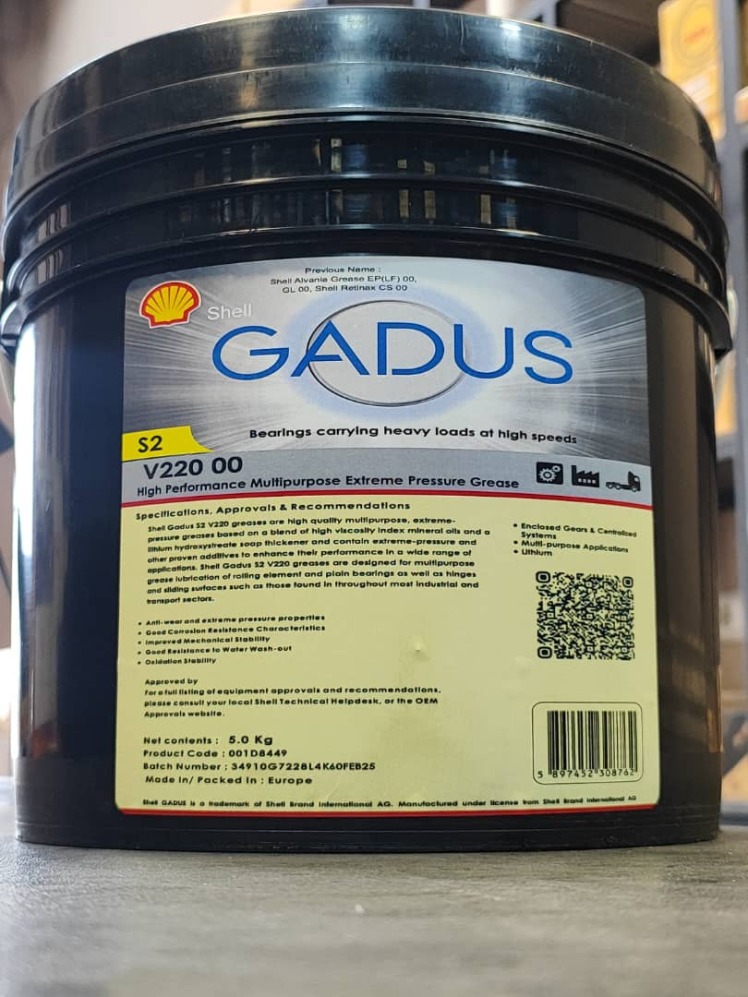 Previous Name :
Shell Alvania Grease EP(LF) 00,
GL 00, Shell Retinax CS 00
Shell
GADUS
Bearings carrying heavy loads at high speeds
S2
V220 00
High Performance Multipurpose Extreme Pressure Grease
Specifications, Approvals & Recommendations
Shell Gadus S2 V220 greases are high quality multipurpose, extreme-
pressure greases based on a blend of high viscosity index mineral oils and a
lithium hydroxystreate soap thickener and contain extreme-pressure and
other proven additives to enhance their performance in a wide range of
applications. Shell Gadus S2 V220 greases are designed for multipurpose
grease lubrication of rolling element and plain bearings as well as hinges
and sliding surfaces such as those found in throughout most industrial and
transport sectors.
• Enclosed Gears & Centralized
Systems
• Multi-purpose Applications
• Lithium
• Anti-wear and extreme pressure properties
• Good Corrosion Resistance Characteristics
• Improved Mechanical Stability
• Good Resistance to Water Wash-out
• Oxidation Stability
Approved by
For a full listing of equipment approvals and recommendations,
please consult your local Shell Technical Helpdesk, or the OEM
Approvals website.
Net contents : 5.0 Kg
Product Code : 001D8449
Batch Number : 34910G7228L4K60FEB25
Made in/ Packed in : Europe
5 897452 308762
Shell GADUS is a trademark of Shell Brand International AG. Manufactured under license from Shell Brand International AG